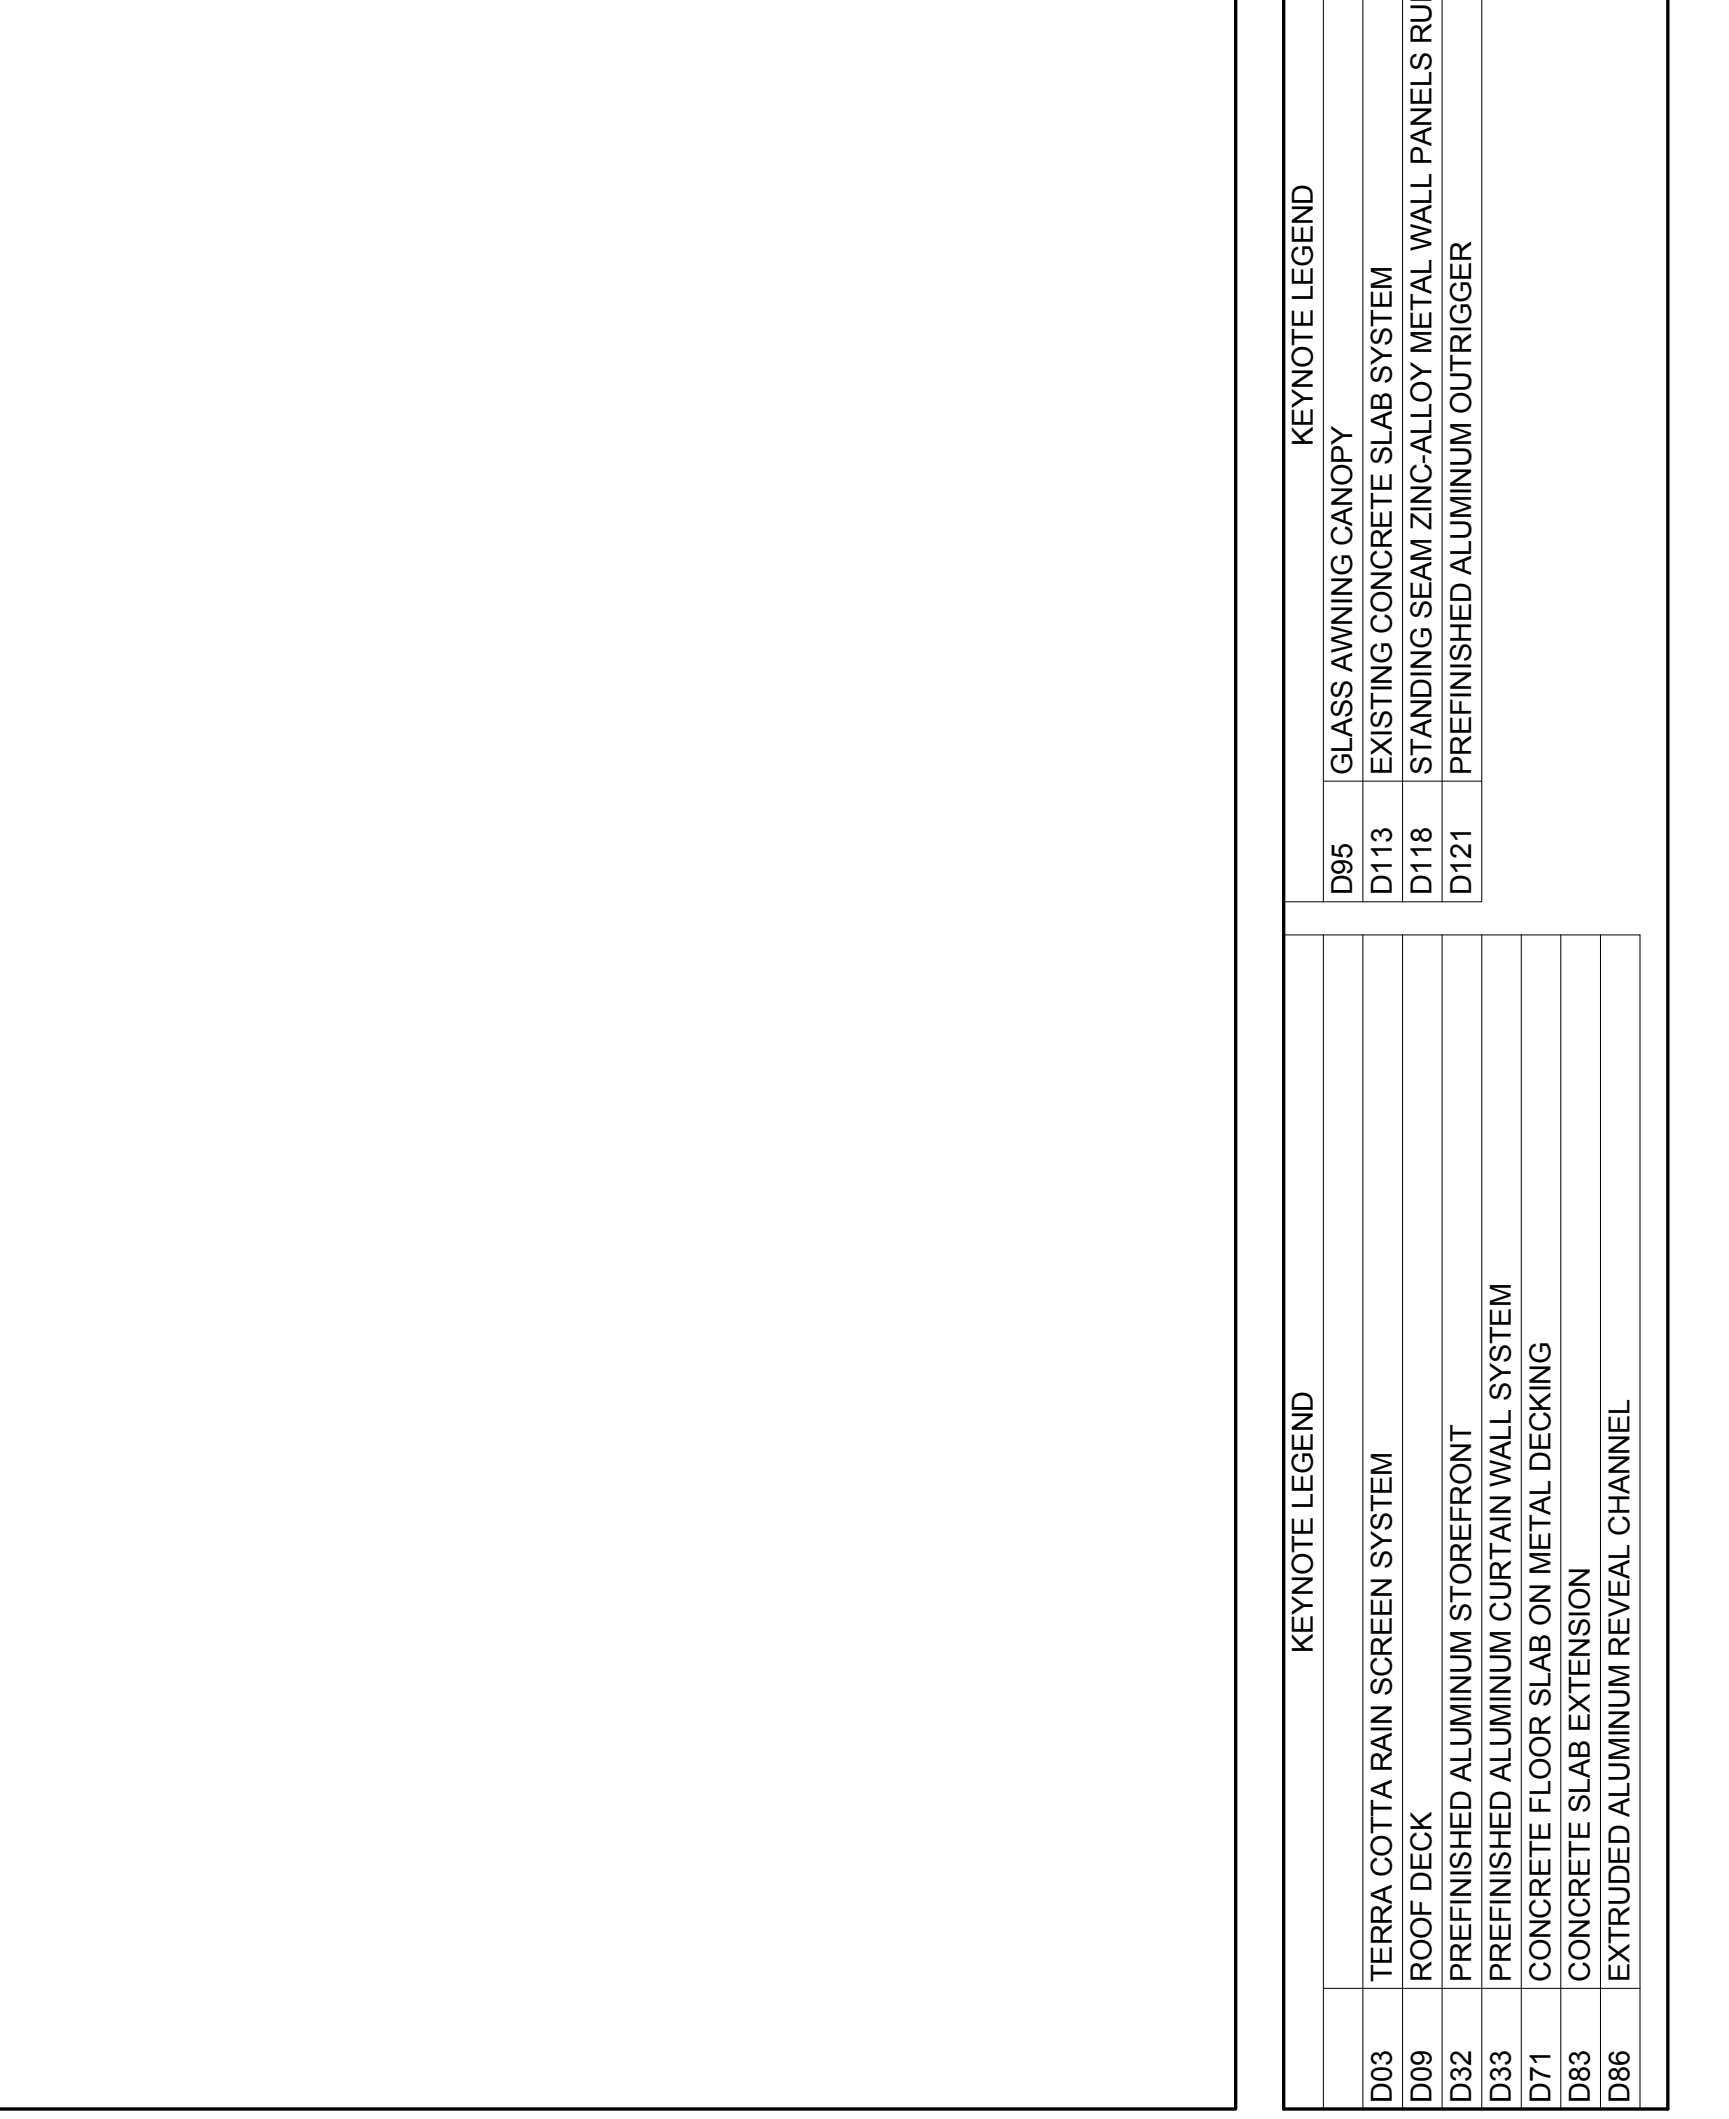 KEYNOTE LEGEND
D03 TERRA COTTA RAIN SCREEN SYSTEM
D09 ROOF DECK
D32 PREFINISHED ALUMINUM STOREFRONT
D33 PREFINISHED ALUMINUM CURTAIN WALL SYSTEM
D71 CONCRETE FLOOR SLAB ON METAL DECKING
D83 CONCRETE SLAB EXTENSION
D86 EXTRUDED ALUMINUM REVEAL CHANNEL
KEYNOTE LEGEND
D95 GLASS AWNING CANOPY
D113 EXISTING CONCRETE SLAB SYSTEM
D118 STANDING SEAM ZINC-ALLOY METAL WALL PANELS
D121 PREFINISHED ALUMINUM OUTRIGGER